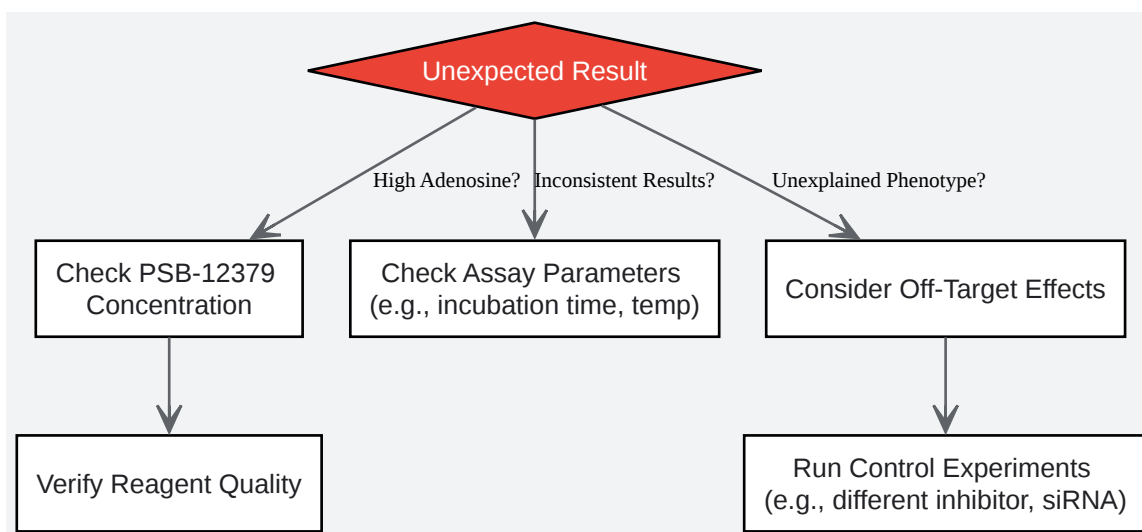 Unexpected Result
High Adenosine?
Inconsistent Results?
Unexplained Phenotype?
Check PSB-12379
Concentration
Check Assay Parameters
(e.g., incubation time, temp)
Consider Off-Target Effects
Verify Reagent Quality
Run Control Experiments
(e.g., different inhibitor, siRNA)